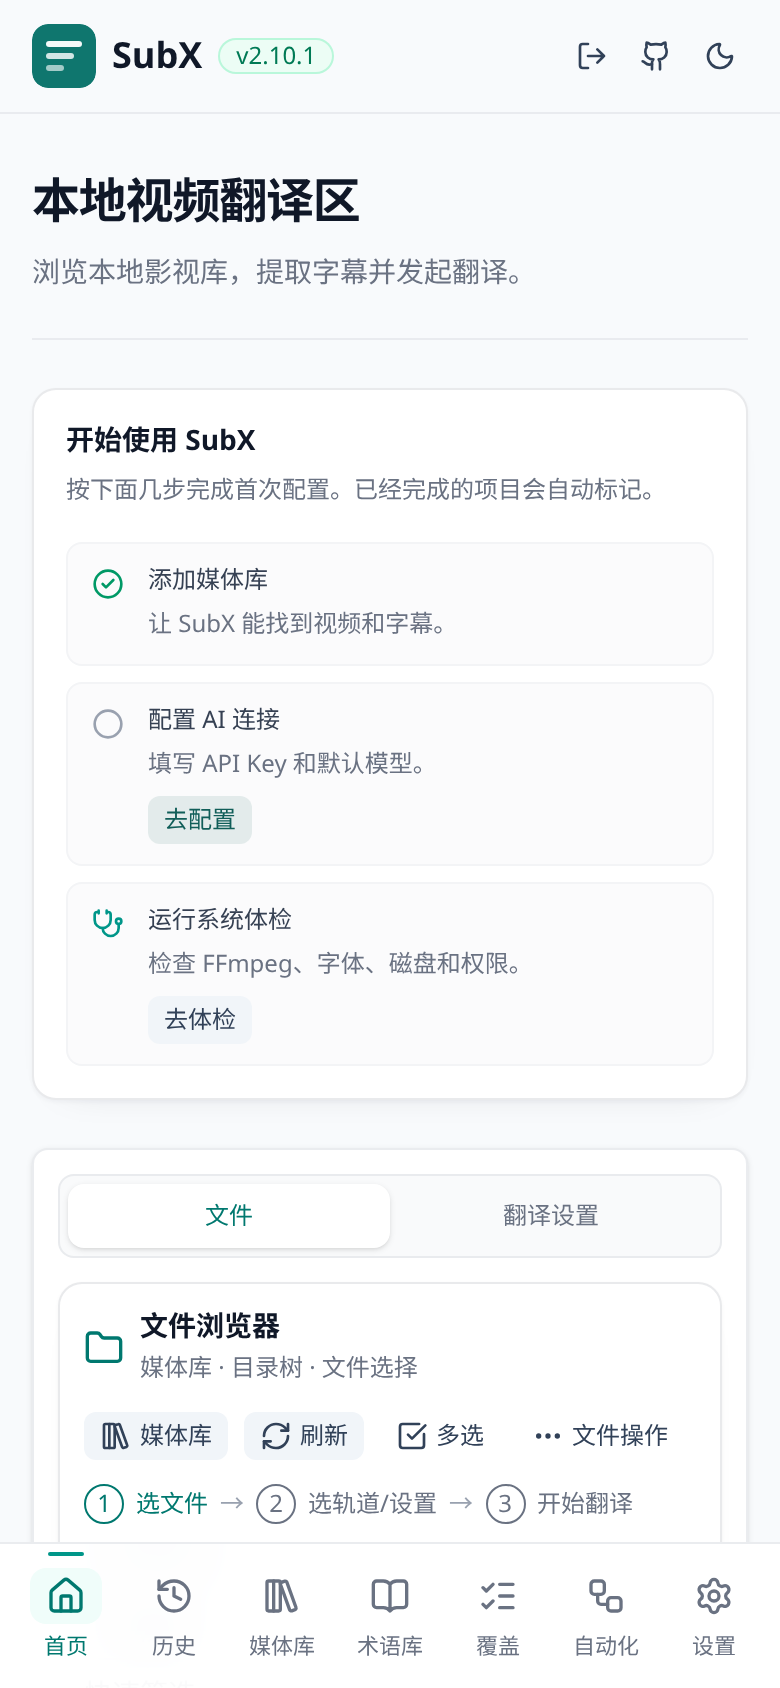 SubX v2.10.1
本地视频翻译区
浏览本地影视库，提取字幕并发起翻译。
开始使用 SubX
按下面几步完成首次配置。已经完成的项目会自动标记。
添加媒体库
让 SubX 能找到视频和字幕。
配置 AI 连接
填写 API Key 和默认模型。
去配置
运行系统体检
检查 FFmpeg、字体、磁盘和权限。
去体检
文件 翻译设置
文件浏览器
媒体库 · 目录树 · 文件选择
媒体库 刷新 多选 ••• 文件操作
1 选文件 → 2 选轨道/设置 → 3 开始翻译
首页 历史 媒体库 术语库 覆盖 自动化 设置